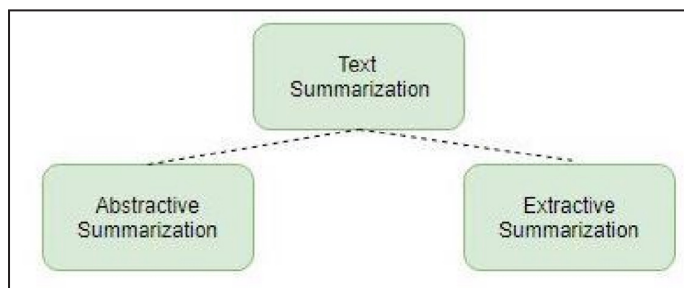 Text
Summarization
Abstractive
Summarization
Extractive
Summarization